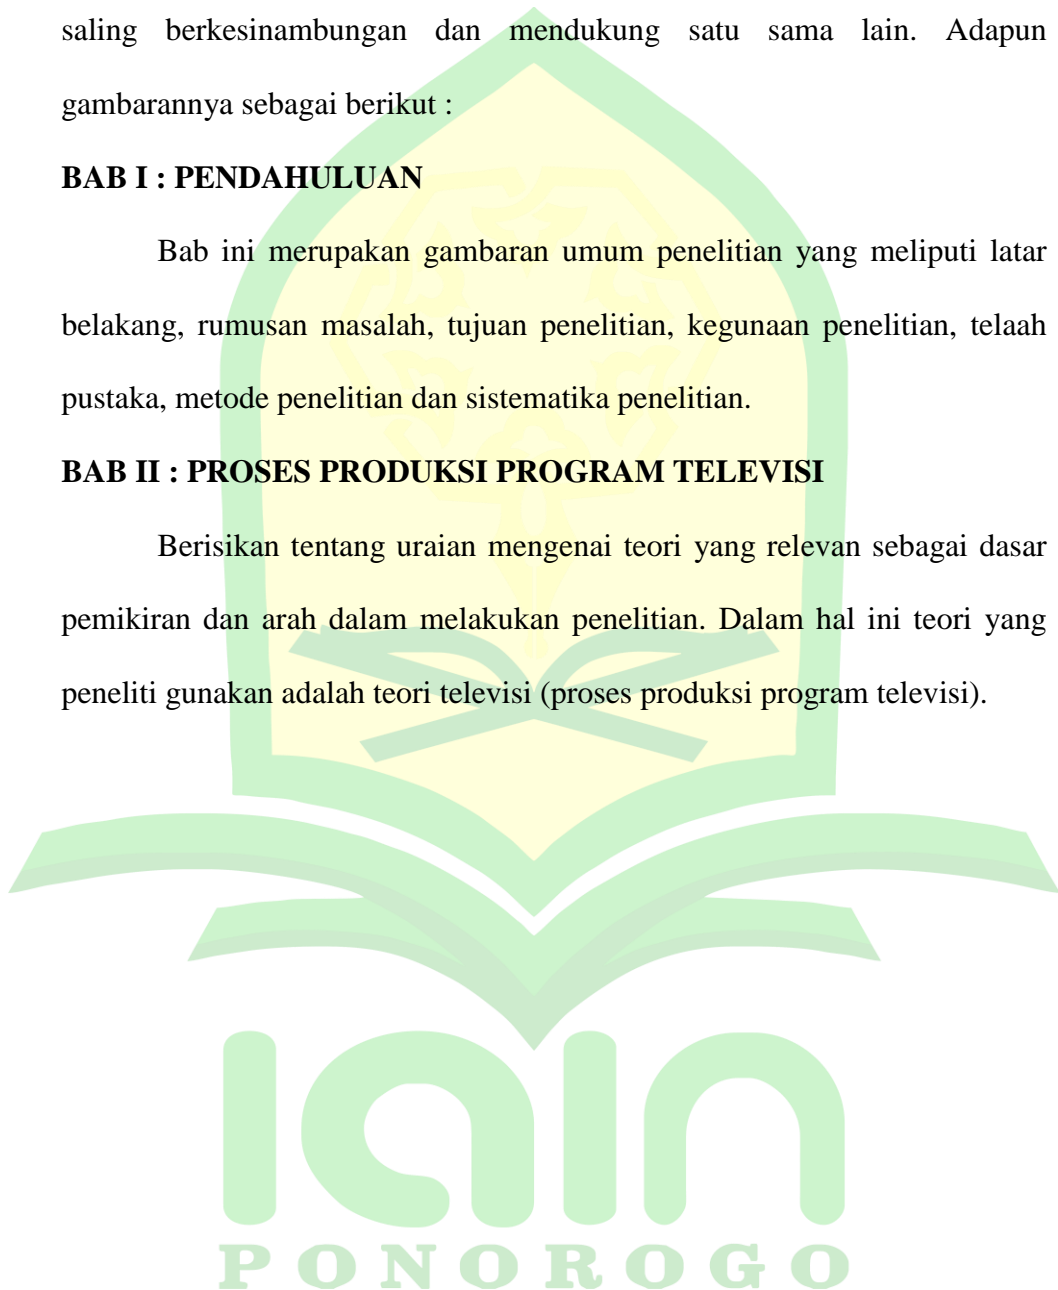 saling berkesinambungan dan mendukung satu sama lain. Adapun
gambarannya sebagai berikut :
BAB I : PENDAHULUAN
Bab ini merupakan gambaran umum penelitian yang meliputi latar
belakang, rumusan masalah, tujuan penelitian, kegunaan penelitian, telaah
pustaka, metode penelitian dan sistematika penelitian.
BAB II : PROSES PRODUKSI PROGRAM TELEVISI
Berisikan tentang uraian mengenai teori yang relevan sebagai dasar
pemikiran dan arah dalam melakukan penelitian. Dalam hal ini teori yang
peneliti gunakan adalah teori televisi (proses produksi program televisi).
IAIN
PONOROGO